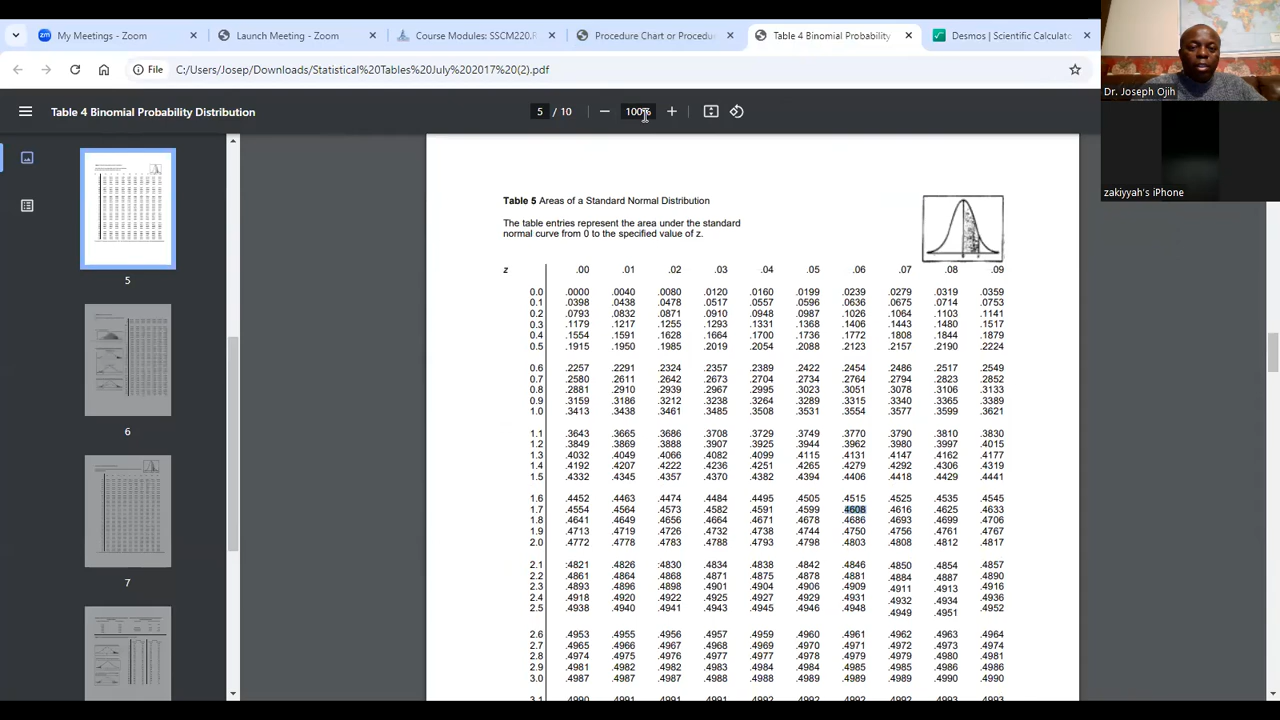 My Meetings - Zoom
Launch Meeting - Zoom
Course Modules: SSCM220.F
Procedure Chart or Procedu
Table 4 Binomial Probability
Desmos | Scientific Calculato
File C:/Users/Josep/Downloads/Statistical%20Tables%20July%202017%20(2).pdf
Table 4 Binomial Probability Distribution
5 / 10
100%
Dr. Joseph Ojih
zakiyyah's iPhone
5
6
7
Table 5 Areas of a Standard Normal Distribution
The table entries represent the area under the standard
normal curve from 0 to the specified value of z.
z .00 .01 .02 .03 .04 .05 .06 .07 .08 .09
0.0 .0000 .0040 .0080 .0120 .0160 .0199 .0239 .0279 .0319 .0359
0.1 .0398 .0438 .0478 .0517 .0557 .0596 .0636 .0675 .0714 .0753
0.2 .0793 .0832 .0871 .0910 .0948 .0987 .1026 .1064 .1103 .1141
0.3 .1179 .1217 .1255 .1293 .1331 .1368 .1406 .1443 .1480 .1517
0.4 .1554 .1591 .1628 .1664 .1700 .1736 .1772 .1808 .1844 .1879
0.5 .1915 .1950 .1985 .2019 .2054 .2088 .2123 .2157 .2190 .2224
0.6 .2257 .2291 .2324 .2357 .2389 .2422 .2454 .2486 .2517 .2549
0.7 .2580 .2611 .2642 .2673 .2704 .2734 .2764 .2794 .2823 .2852
0.8 .2881 .2910 .2939 .2967 .2995 .3023 .3051 .3078 .3106 .3133
0.9 .3159 .3186 .3212 .3238 .3264 .3289 .3315 .3340 .3365 .3389
1.0 .3413 .3438 .3461 .3485 .3508 .3531 .3554 .3577 .3599 .3621
1.1 .3643 .3665 .3686 .3708 .3729 .3749 .3770 .3790 .3810 .3830
1.2 .3849 .3869 .3888 .3907 .3925 .3944 .3962 .3980 .3997 .4015
1.3 .4032 .4049 .4066 .4082 .4099 .4115 .4131 .4147 .4162 .4177
1.4 .4192 .4207 .4222 .4236 .4251 .4265 .4279 .4292 .4306 .4319
1.5 .4332 .4345 .4357 .4370 .4382 .4394 .4406 .4418 .4429 .4441
1.6 .4452 .4463 .4474 .4484 .4495 .4505 .4515 .4525 .4535 .4545
1.7 .4554 .4564 .4573 .4582 .4591 .4599 .4608 .4616 .4625 .4633
1.8 .4641 .4649 .4656 .4664 .4671 .4678 .4686 .4693 .4699 .4706
1.9 .4713 .4719 .4726 .4732 .4738 .4744 .4750 .4756 .4761 .4767
2.0 .4772 .4778 .4783 .4788 .4793 .4798 .4803 .4808 .4812 .4817
2.1 :4821 .4826 :4830 .4834 .4838 .4842 .4846 .4850 .4854 .4857
2.2 .4861 .4864 .4868 .4871 .4875 .4878 .4881 .4884 .4887 .4890
2.3 .4893 .4896 .4898 .4901 .4904 .4906 .4909 .4911 .4913 .4916
2.4 .4918 .4920 .4922 .4925 .4927 .4929 .4931 .4932 .4934 .4936
2.5 .4938 .4940 .4941 .4943 .4945 .4946 .4948 .4949 .4951 .4952
2.6 .4953 .4955 .4956 .4957 .4959 .4960 .4961 .4962 .4963 .4964
2.7 .4965 .4966 .4967 .4968 .4969 .4970 .4971 .4972 .4973 .4974
2.8 .4974 .4975 .4976 .4977 .4977 .4978 .4979 .4979 .4980 .4981
2.9 .4981 .4982 .4982 .4983 .4984 .4984 .4985 .4985 .4986 .4986
3.0 .4987 .4987 .4987 .4988 .4988 .4989 .4989 .4989 .4990 .4990
3.1 .4990 .4991 .4991 .4991 .4992 .4992 .4992 .4992 .4993 .4993